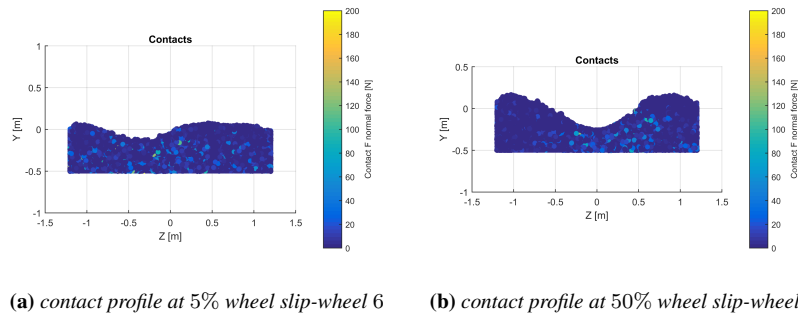 Contacts
1
0.5
0
-0.5
-1
Y [m]
-1.5 -1 -0.5 0 0.5 1 1.5
Z [m]
200
180
160
140
120
100
80
60
40
20
0
Contact F normal force [N]
Contacts
0.5
0
-0.5
-1
Y [m]
-1.5 -1 -0.5 0 0.5 1 1.5
Z [m]
200
180
160
140
120
100
80
60
40
20
0
Contact F normal force [N]
(a) contact profile at 5% wheel slip-wheel 6
(b) contact profile at 50% wheel slip-wheel